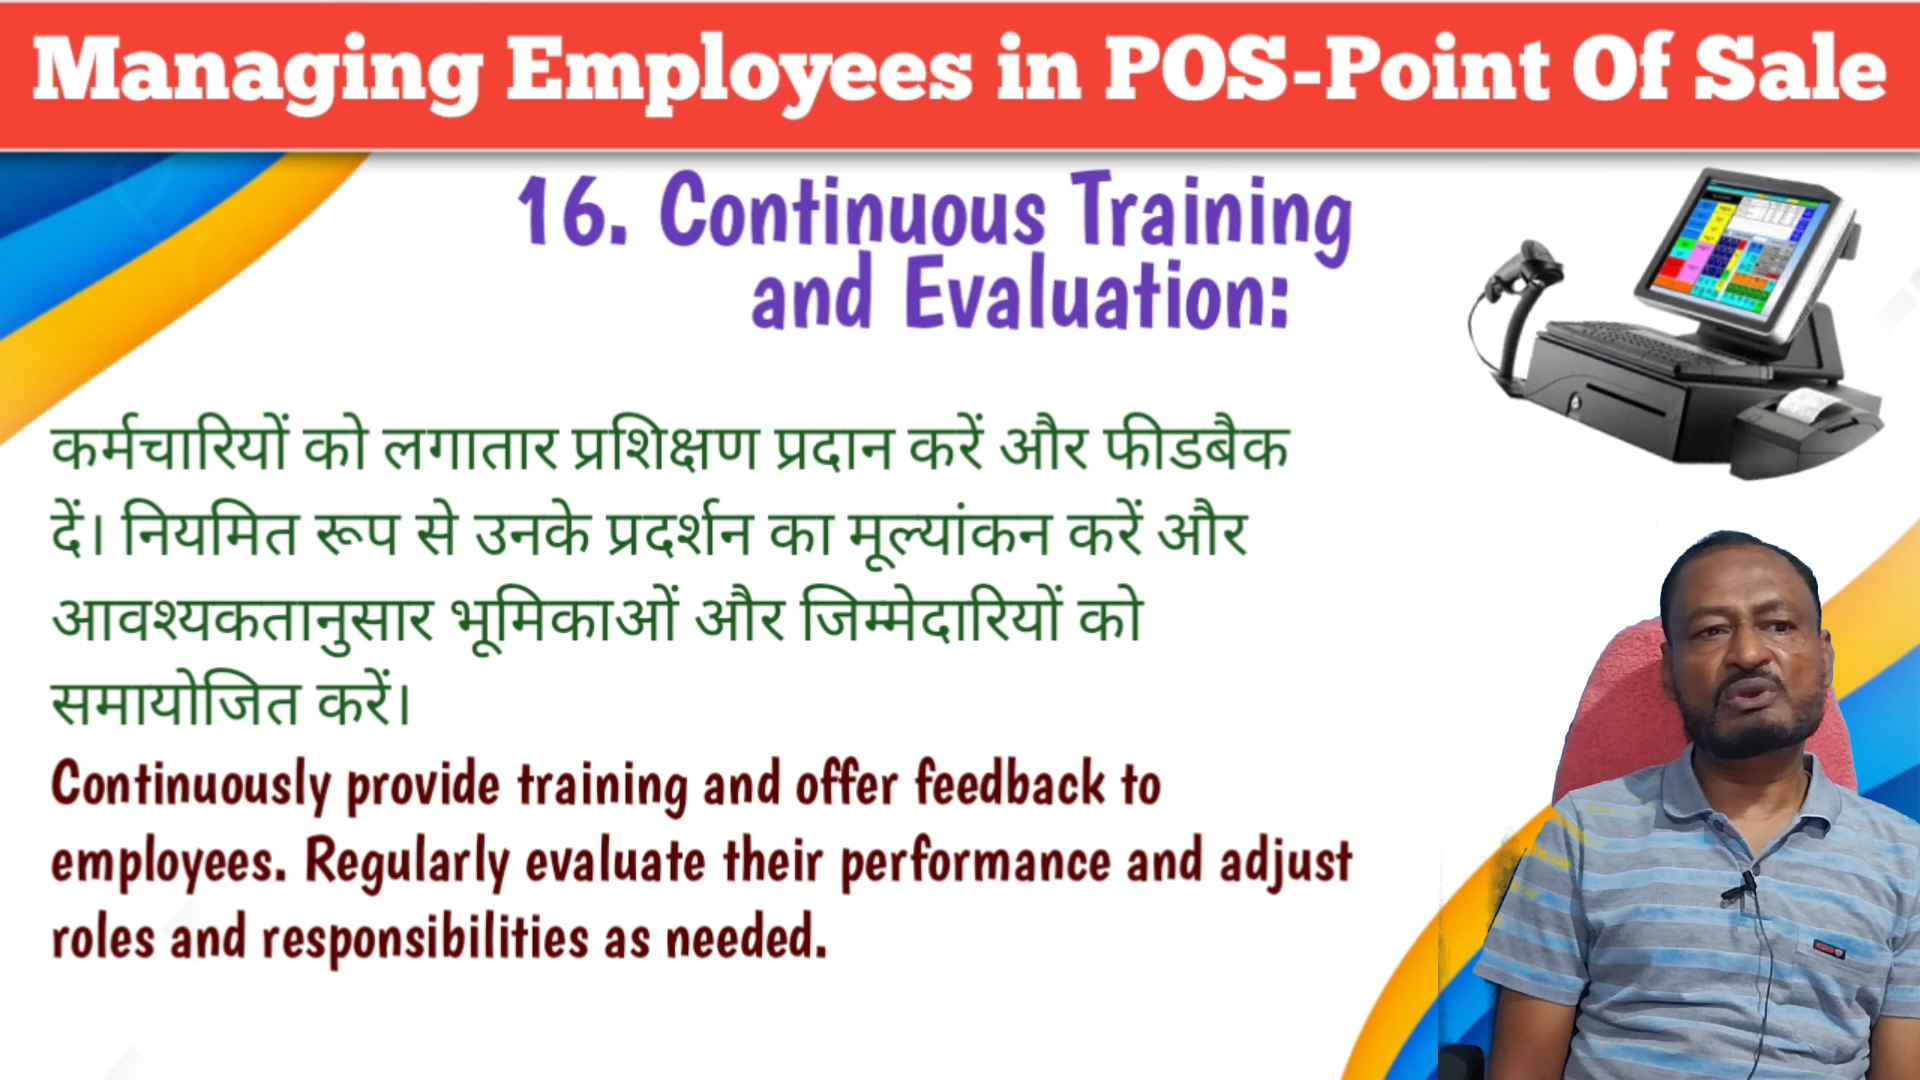 Managing Employees in POS-Point Of Sale
16. Continuous Training
and Evaluation:
कर्मचारियों को लगातार प्रशिक्षण प्रदान करें और फीडबैक
दें। नियमित रूप से उनके प्रदर्शन का मूल्यांकन करें और
आवश्यकतानुसार भूमिकाओं और जिम्मेदारियों को
समायोजित करें।
Continuously provide training and offer feedback to
employees. Regularly evaluate their performance and adjust
roles and responsibilities as needed.